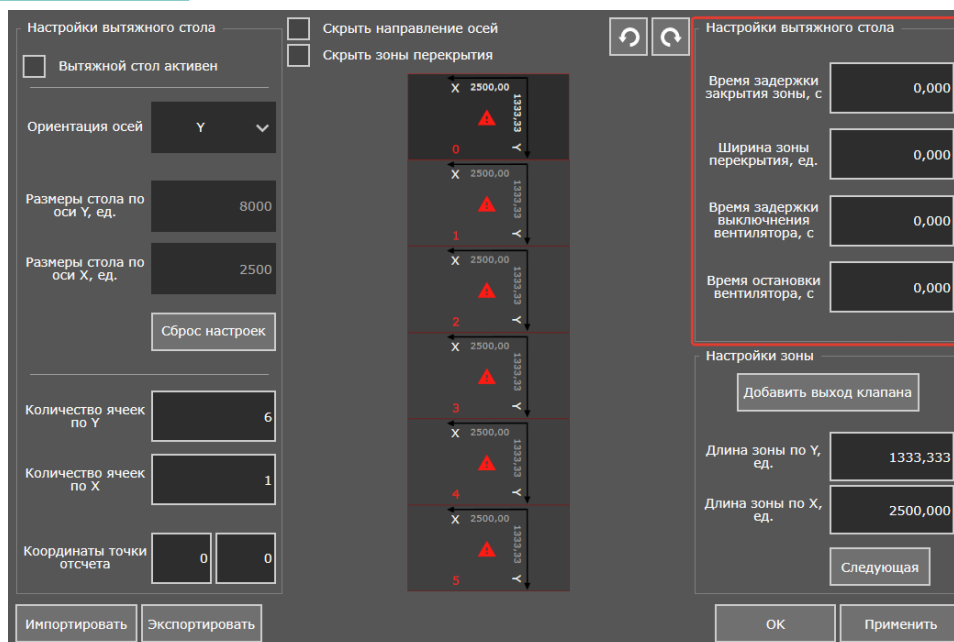 Настройки вытяжного стола
Вытяжной стол активен
Ориентация осей
Y
Размеры стола по
оси Y, ед.
8000
Размеры стола по
оси X, ед.
2500
Сброс настроек
Количество ячеек
по Y
6
Количество ячеек
по X
1
Координаты точки
отсчета
0
0
Импортировать
Экспортировать
Скрыть направление осей
Скрыть зоны перекрытия
X 2500,00
1333,33
0
Y
X 2500,00
1333,33
1
Y
X 2500,00
1333,33
2
Y
X 2500,00
1333,33
3
Y
X 2500,00
1333,33
4
Y
X 2500,00
1333,33
5
Y
Настройки вытяжного стола
Время задержки
закрытия зоны, с
0,000
Ширина зоны
перекрытия, ед.
0,000
Время задержки
выключения
вентилятора, с
0,000
Время остановки
вентилятора, с
0,000
Настройки зоны
Добавить выход клапана
Длина зоны по Y,
ед.
1333,333
Длина зоны по X,
ед.
2500,000
Следующая
OK
Применить